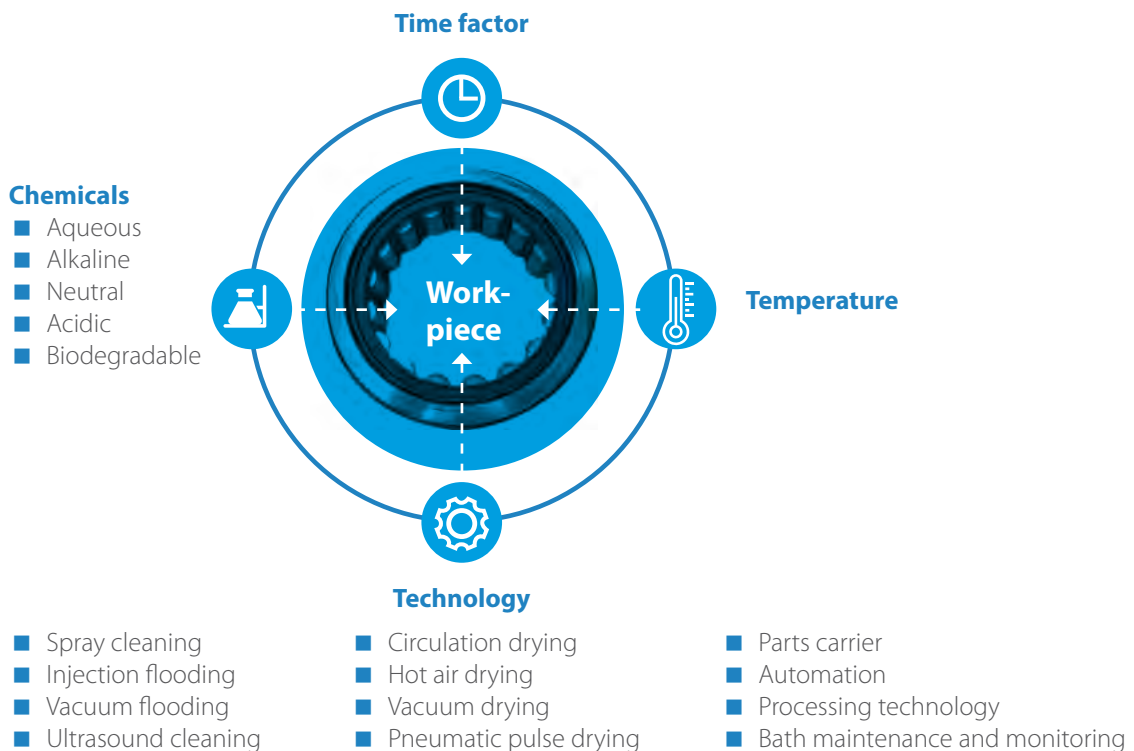 Time factor
Chemicals
Aqueous
Alkaline
Neutral
Acidic
Biodegradable
Work-
piece
Temperature
Technology
Spray cleaning
Injection flooding
Vacuum flooding
Ultrasound cleaning
Circulation drying
Hot air drying
Vacuum drying
Pneumatic pulse drying
Parts carrier
Automation
Processing technology
Bath maintenance and monitoring